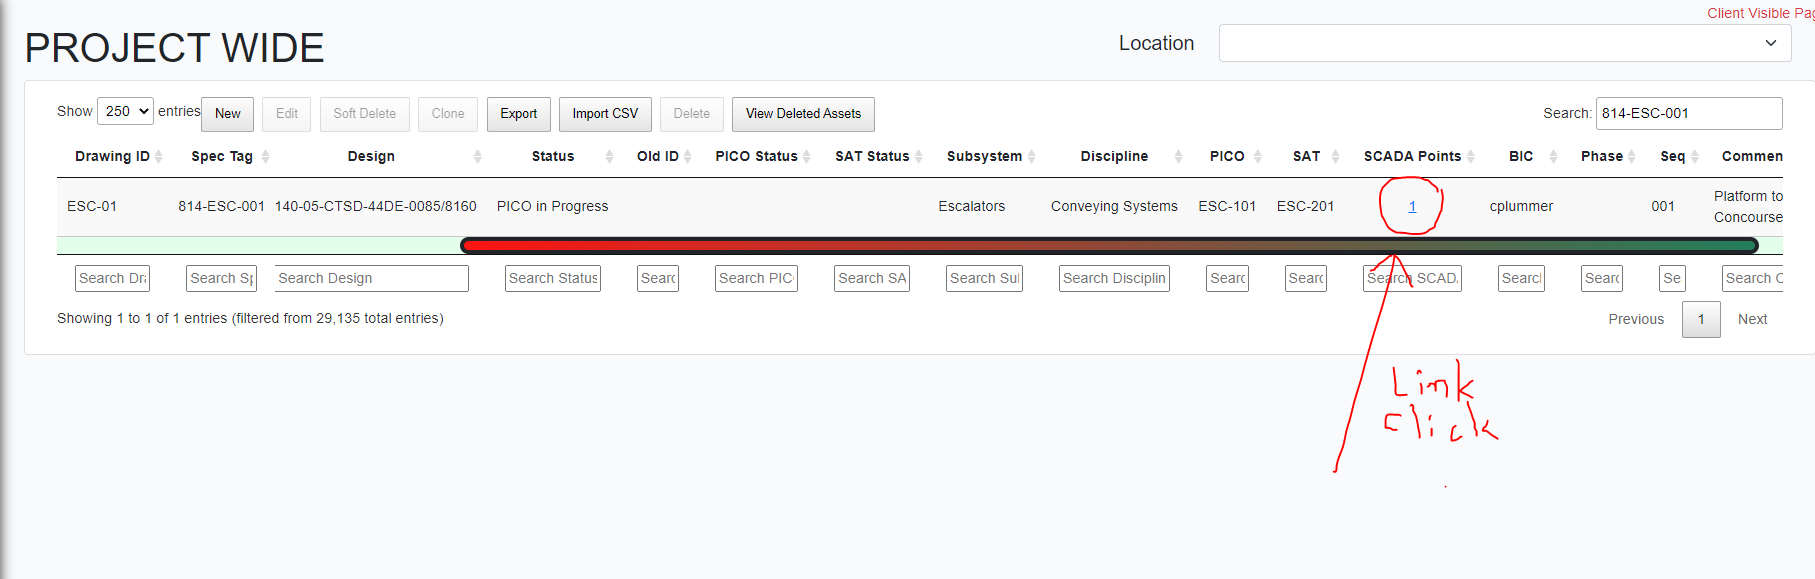 Client Visible Pag
PROJECT WIDE
Location
Show 250 entries New Edit Soft Delete Clone Export Import CSV Delete View Deleted Assets Search: 814-ESC-001
Drawing ID Spec Tag Design Status Old ID PICO Status SAT Status Subsystem Discipline PICO SAT SCADA Points BIC Phase Seq Commen
ESC-01 814-ESC-001 140-05-CTSD-44DE-0085/8160 PICO in Progress Escalators Conveying Systems ESC-101 ESC-201 1 cplummer 001 Platform to
Concourse
Search Dra Search Sp Search Design Search Status Searc Search PIC Search SA Search Sul Search Disciplin Searc Searc Search SCAD. Searcl Searc Se Search C
Showing 1 to 1 of 1 entries (filtered from 29,135 total entries) Previous 1 Next
Link
click